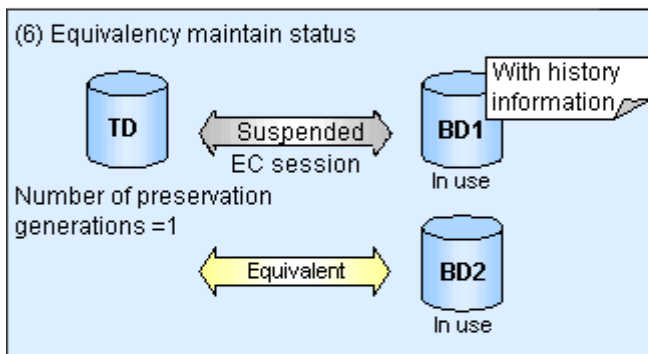 (6) Equivalency maintain status
With history
information
TD
Suspended
BD1
EC session
In use
Number of preservation
generations =1
Equivalent
BD2
In use